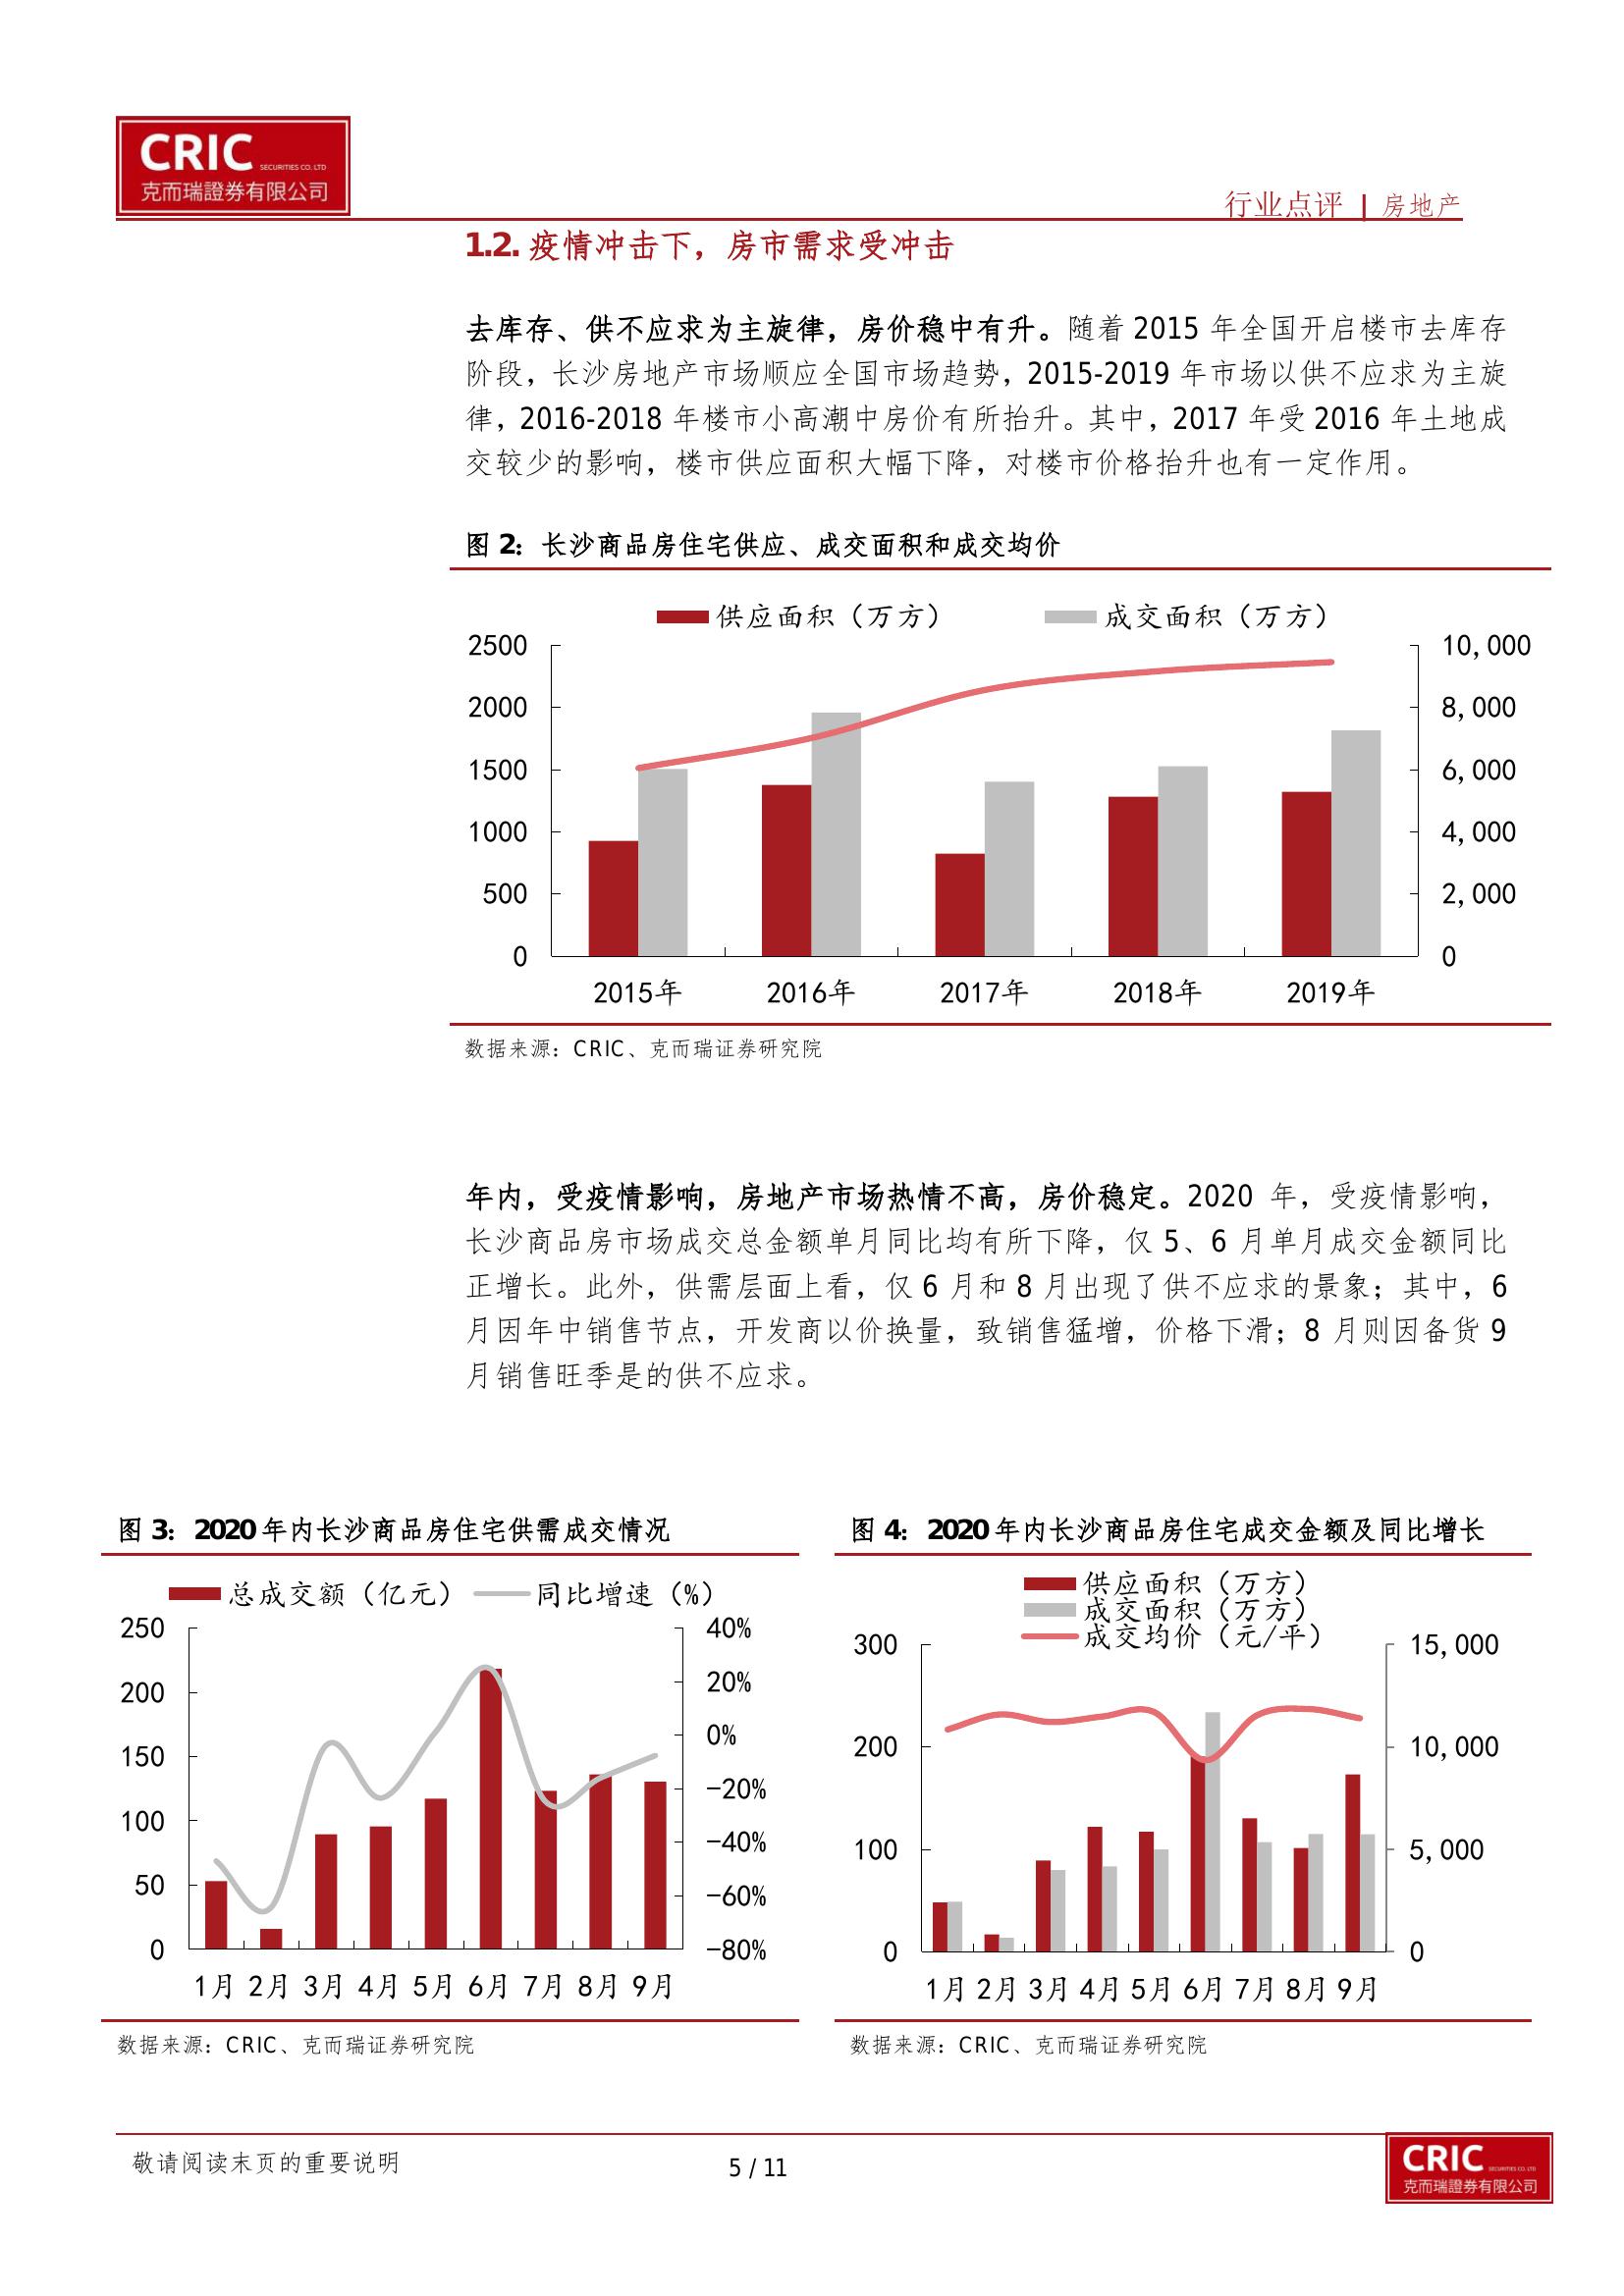 CRIC SECURITIES CO. LTD
克而瑞證券有限公司
行业点评 | 房地产
1.2. 疫情冲击下，房市需求受冲击
去库存、供不应求为主旋律，房价稳中有升。随着 2015 年全国开启楼市去库存
阶段，长沙房地产市场顺应全国市场趋势，2015-2019 年市场以供不应求为主旋
律，2016-2018 年楼市小高潮中房价有所抬升。其中，2017 年受 2016 年土地成
交较少的影响，楼市供应面积大幅下降，对楼市价格抬升也有一定作用。
图 2：长沙商品房住宅供应、成交面积和成交均价
供应面积（万方） 成交面积（万方）
2500 10,000
2000 8,000
1500 6,000
1000 4,000
500 2,000
0 0
2015年 2016年 2017年 2018年 2019年
数据来源：CRIC、克而瑞证券研究院
年内，受疫情影响，房地产市场热情不高，房价稳定。2020 年，受疫情影响，
长沙商品房市场成交总金额单月同比均有所下降，仅 5、6 月单月成交金额同比
正增长。此外，供需层面上看，仅 6 月和 8 月出现了供不应求的景象；其中，6
月因年中销售节点，开发商以价换量，致销售猛增，价格下滑；8 月则因备货 9
月销售旺季是的供不应求。
图 3：2020 年内长沙商品房住宅供需成交情况
总成交额（亿元） 同比增速（%）
250 40%
200 20%
150 0%
100 -20%
50 -40%
0 -60%
-80%
1月 2月 3月 4月 5月 6月 7月 8月 9月
数据来源：CRIC、克而瑞证券研究院
图 4：2020 年内长沙商品房住宅成交金额及同比增长
供应面积（万方）
成交面积（万方）
成交均价（元/平）
300 15,000
200 10,000
100 5,000
0 0
1月 2月 3月 4月 5月 6月 7月 8月 9月
数据来源：CRIC、克而瑞证券研究院
敬请阅读末页的重要说明
5 / 11
CRIC SECURITIES CO. LTD
克而瑞證券有限公司